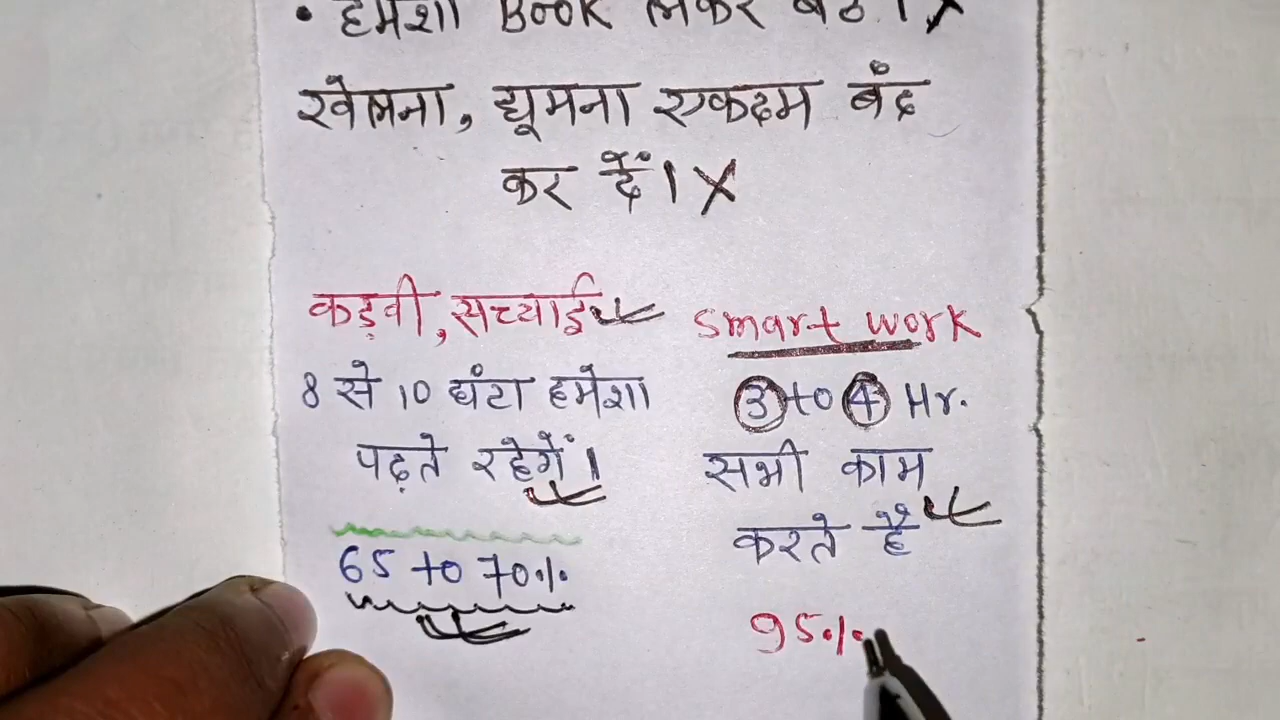 • हमेशा Book लेकर बैठें। X
खेलना, घूमना एकदम बंद
कर दें। X
कड़वी, सच्चाई
8 से 10 घंटा हमेशा
पढ़ते रहेगें।
65 to 70%
smart work
3 to 4 Hr.
सभी काम
करते है
95%